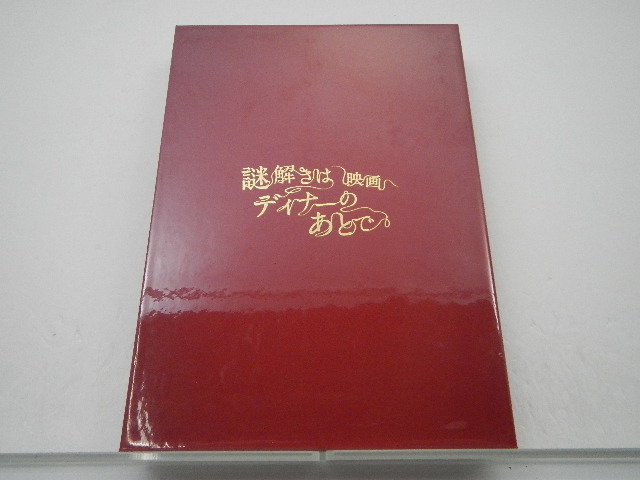 謎解きは 映画
ディナーの
あとで